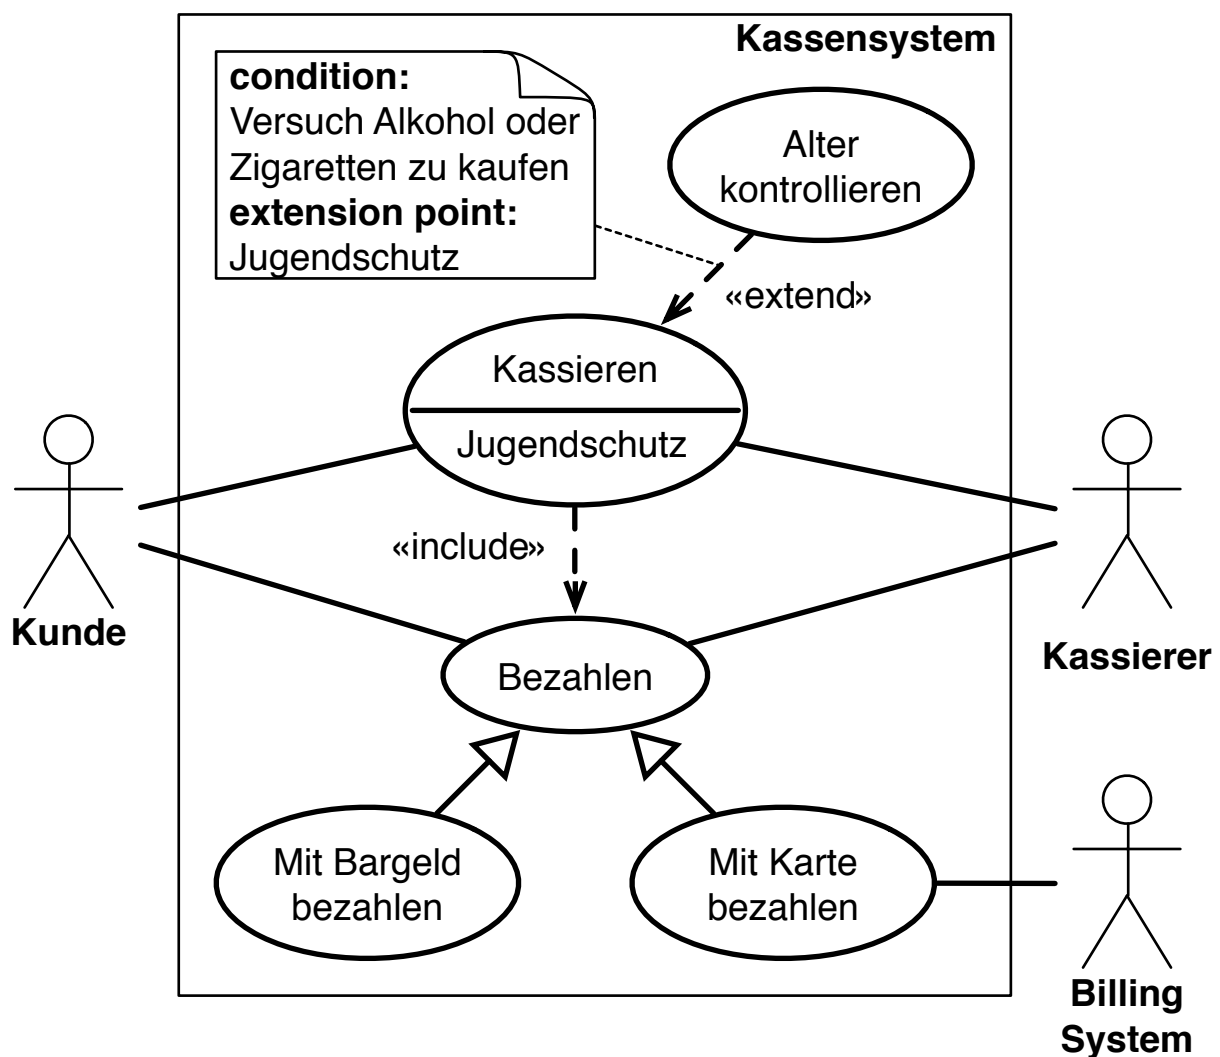 Kassensystem
condition:
Versuch Alkohol oder
Zigaretten zu kaufen
extension point:
Jugendschutz
Alter
kontrollieren
«extend»
Kassieren
Jugendschutz
«include»
Kunde
Kassierer
Bezahlen
Mit Bargeld
bezahlen
Mit Karte
bezahlen
Billing
System